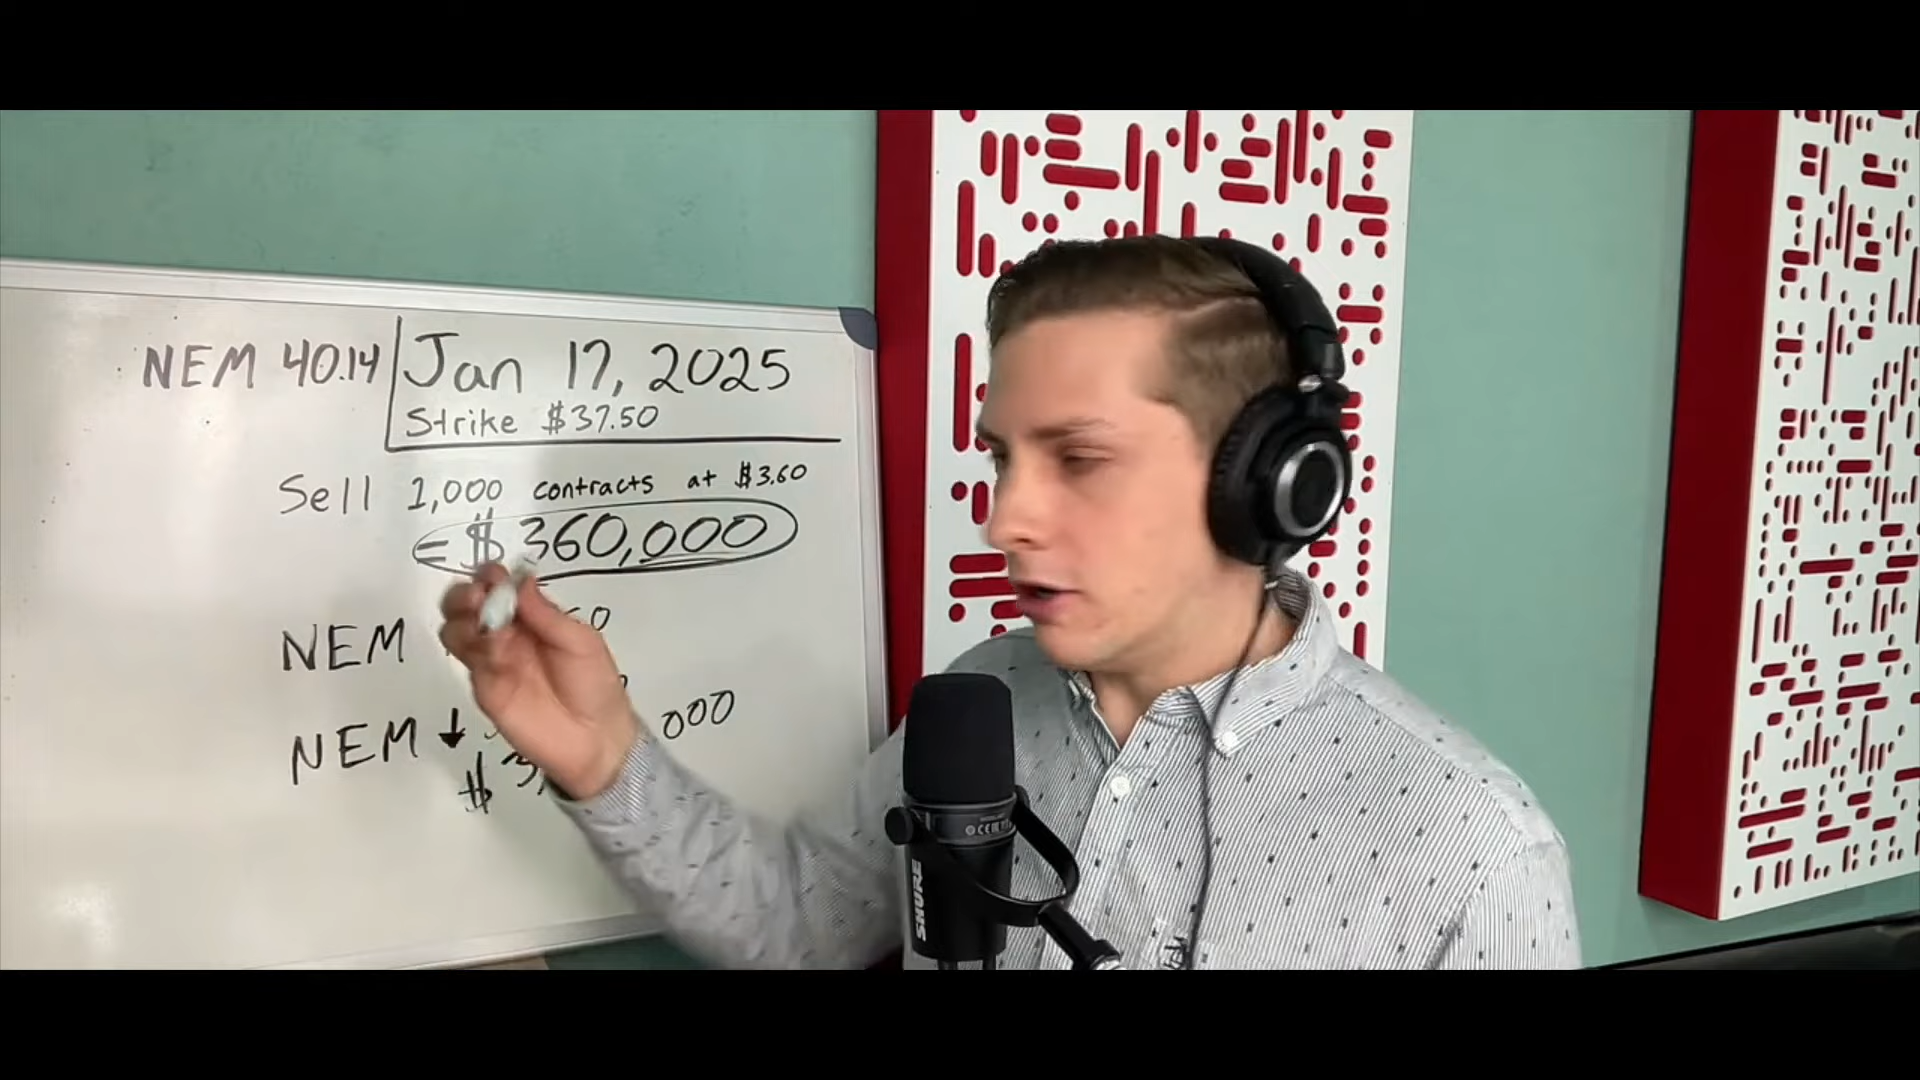 NEM 40.14
Jan 17, 2025
Strike $37.50
Sell 1,000 contracts at $3.60
= $360,000
NEM
NEM ↓ 000
$3,
SHURE